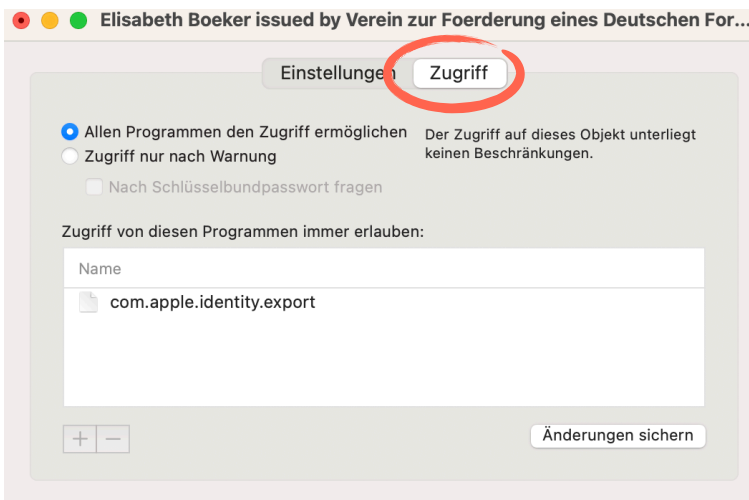 Elisabeth Boeker issued by Verein zur Foerderung eines Deutschen For...
Einstellungen
Zugriff
Allen Programmen den Zugriff ermöglichen
Zugriff nur nach Warnung
Nach Schlüsselbundpasswort fragen
Der Zugriff auf dieses Objekt unterliegt
keinen Beschränkungen.
Zugriff von diesen Programmen immer erlauben:
Name
com.apple.identity.export
Änderungen sichern